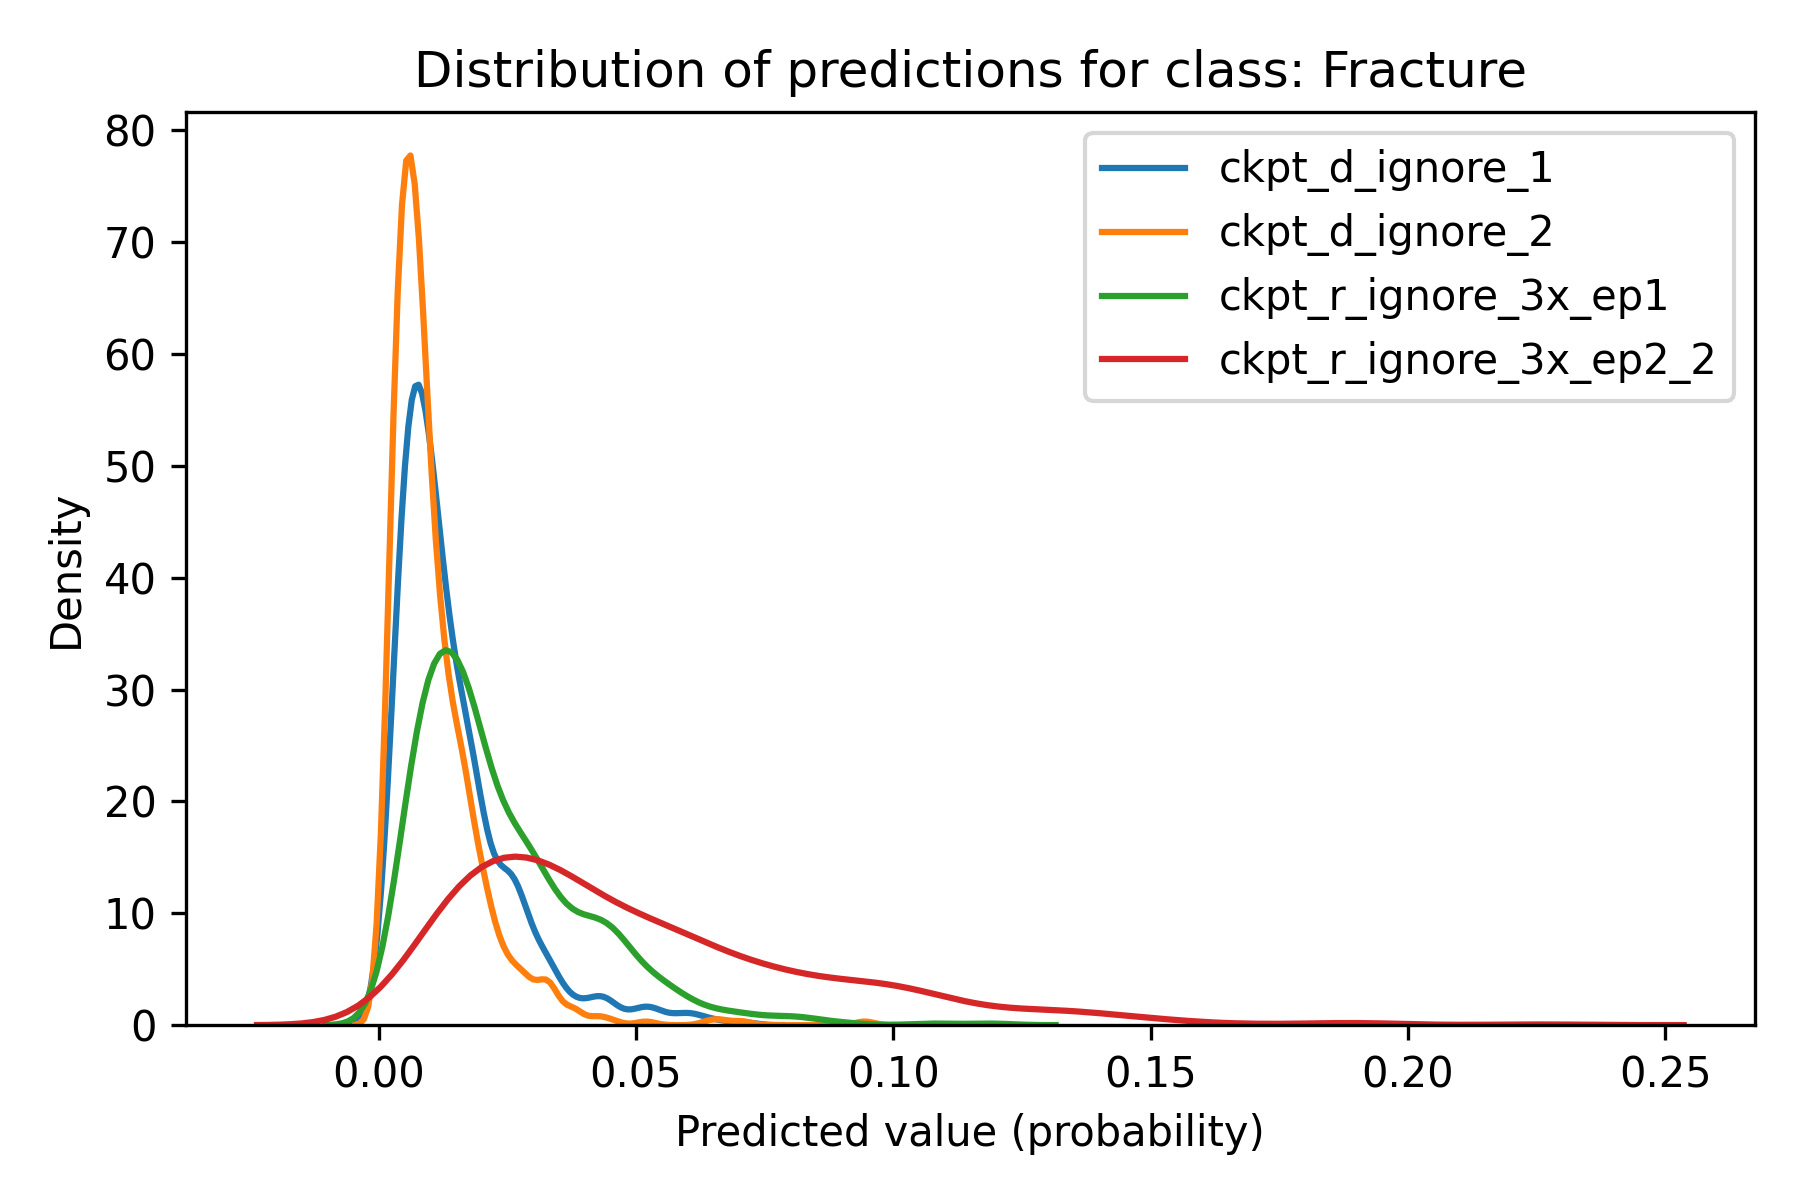 Distribution of predictions for class: Fracture
80
70
60
50
40
30
20
10
0
Density
ckpt_d_ignore_1
ckpt_d_ignore_2
ckpt_r_ignore_3x_ep1
ckpt_r_ignore_3x_ep2_2
0.00 0.05 0.10 0.15 0.20 0.25
Predicted value (probability)